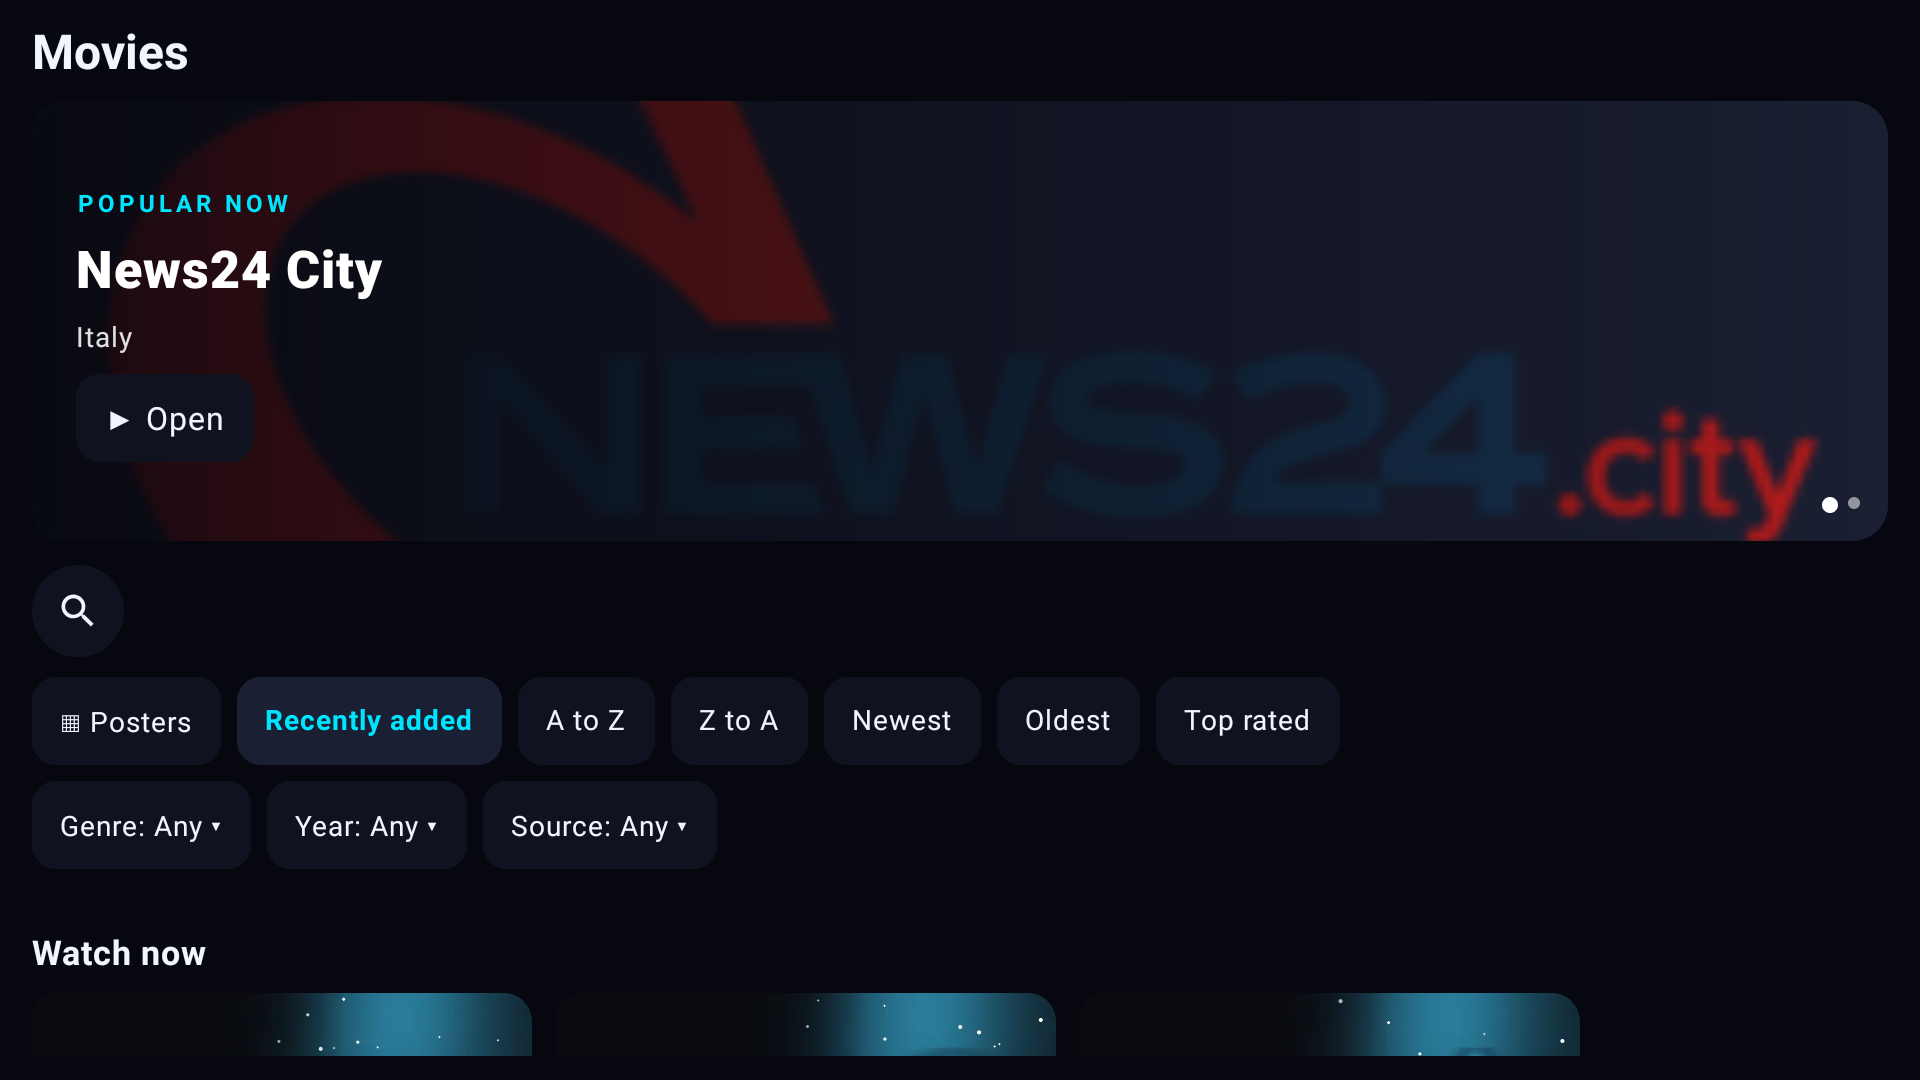 Movies
POPULAR NOW
News24 City
Italy
▶ Open
NEWS24.city
▦ Posters
Recently added
A to Z
Z to A
Newest
Oldest
Top rated
Genre: Any ▾
Year: Any ▾
Source: Any ▾
Watch now